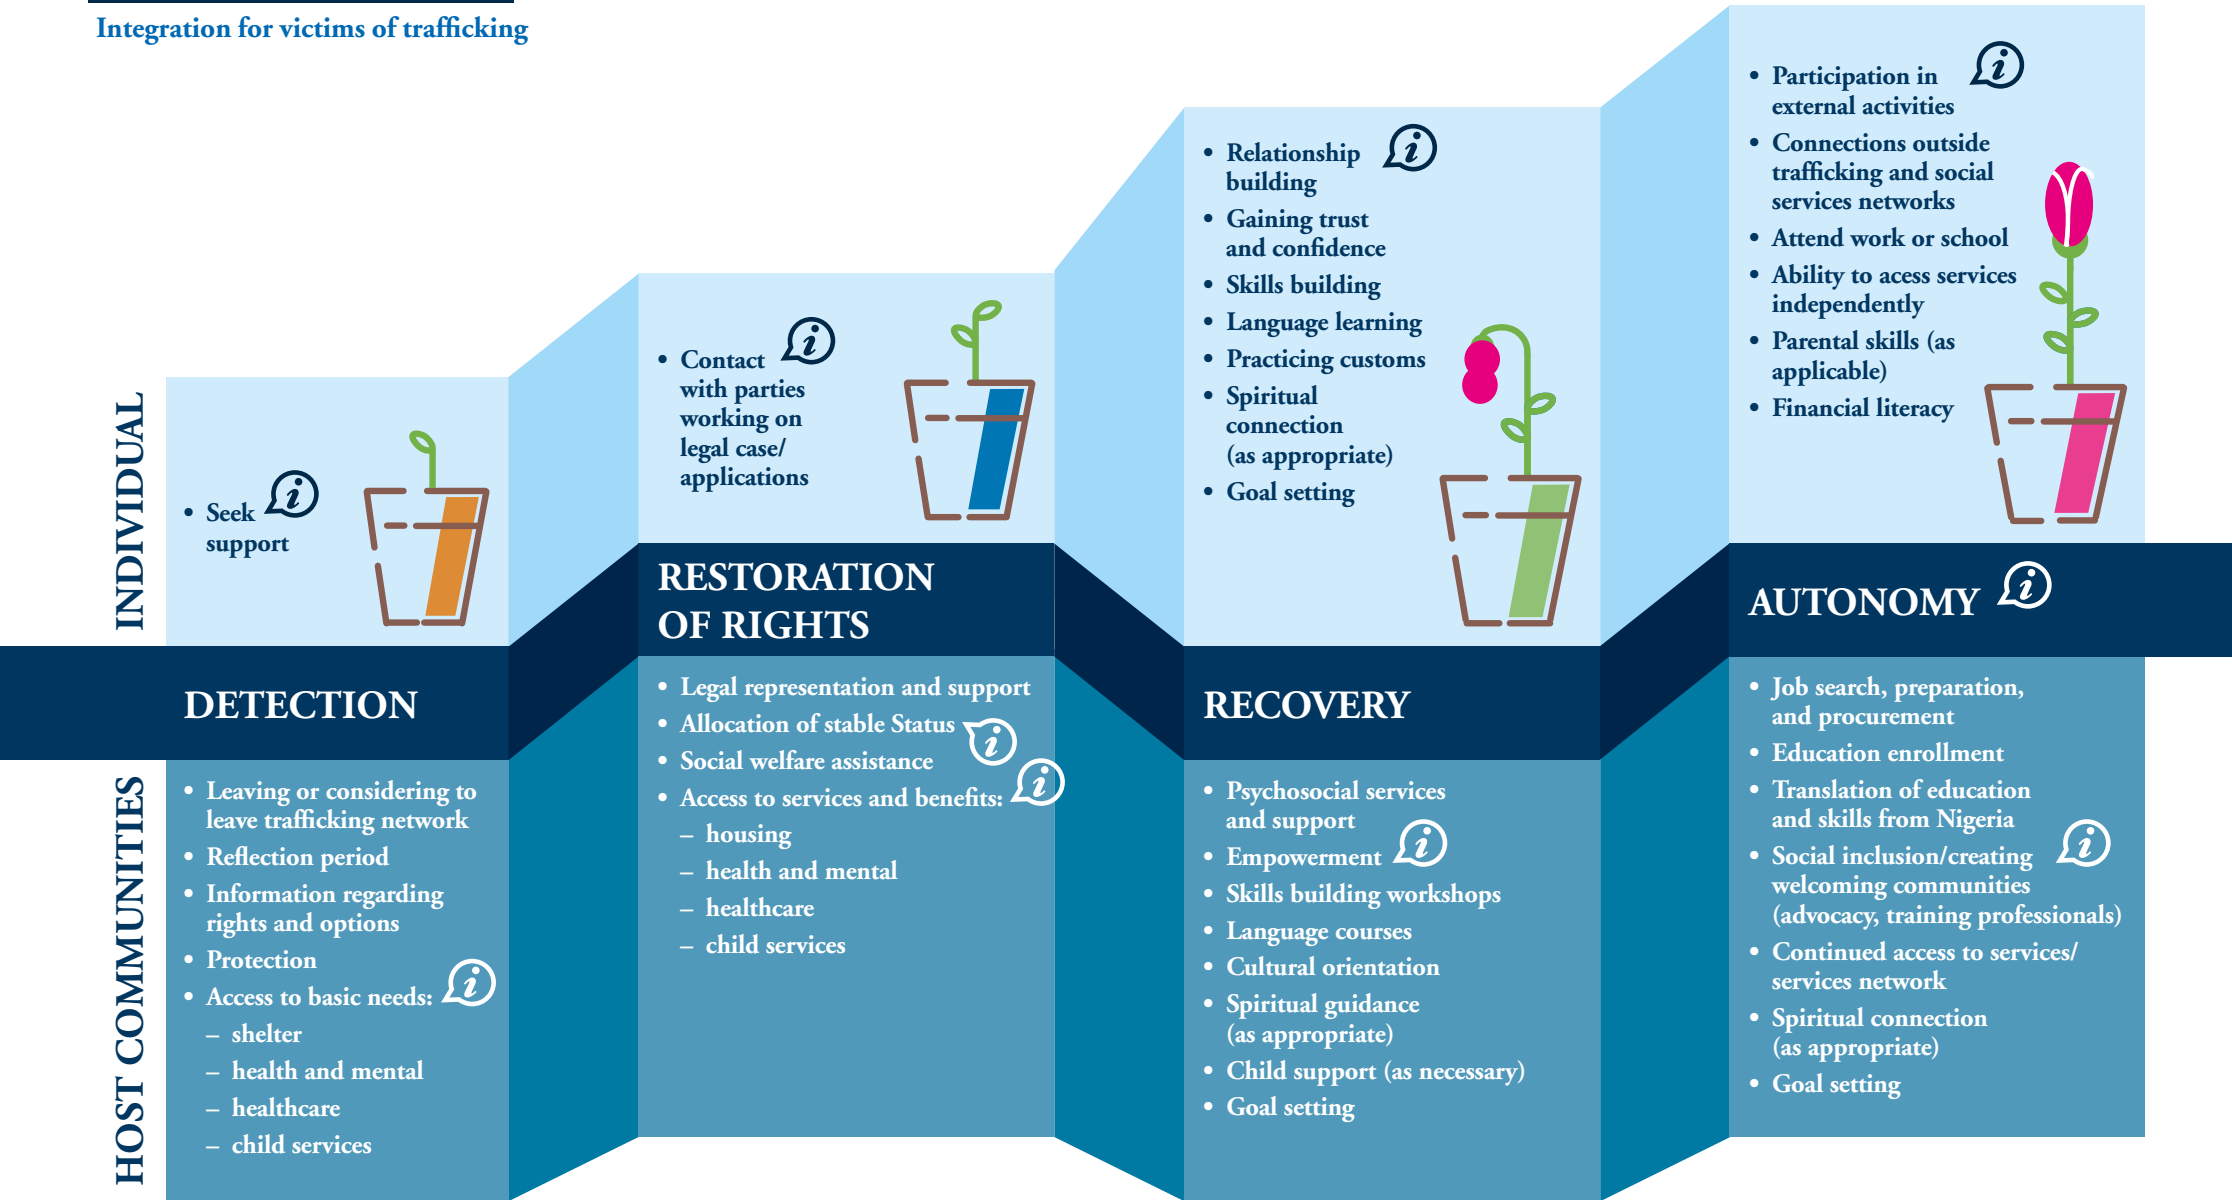 Integration for victims of trafficking
INDIVIDUAL
• Seek
support
• Contact
with parties
working on
legal case/
applications
• Relationship
building
• Gaining trust
and confidence
• Skills building
• Language learning
• Practicing customs
• Spiritual
connection
(as appropriate)
• Goal setting
• Participation in
external activities
• Connections outside
trafficking and social
services networks
• Attend work or school
• Ability to acess services
independently
• Parental skills (as
applicable)
• Financial literacy
DETECTION
RESTORATION
OF RIGHTS
RECOVERY
AUTONOMY
HOST COMMUNITIES
• Leaving or considering to
leave trafficking network
• Reflection period
• Information regarding
rights and options
• Protection
• Access to basic needs:
– shelter
– health and mental
– healthcare
– child services
• Legal representation and support
• Allocation of stable Status
• Social welfare assistance
• Access to services and benefits:
– housing
– health and mental
– healthcare
– child services
• Psychosocial services
and support
• Empowerment
• Skills building workshops
• Language courses
• Cultural orientation
• Spiritual guidance
(as appropriate)
• Child support (as necessary)
• Goal setting
• Job search, preparation,
and procurement
• Education enrollment
• Translation of education
and skills from Nigeria
• Social inclusion/creating
welcoming communities
(advocacy, training professionals)
• Continued access to services/
services network
• Spiritual connection
(as appropriate)
• Goal setting